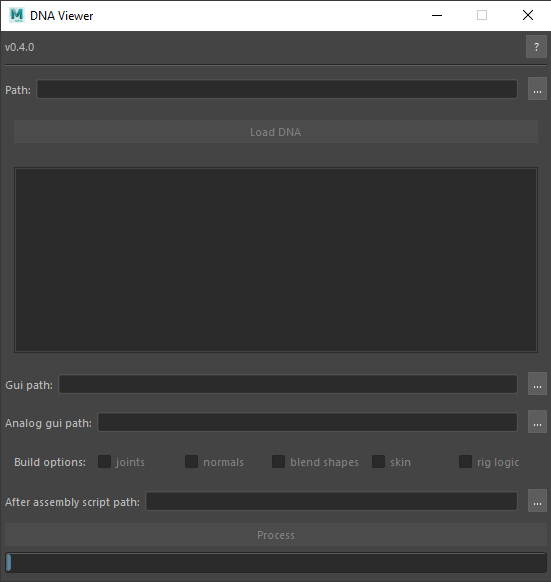 DNA Viewer
v0.4.0 ?
Path: ...
Load DNA
Gui path: ...
Analog gui path: ...
Build options: joints normals blend shapes skin rig logic
After assembly script path: ...
Process